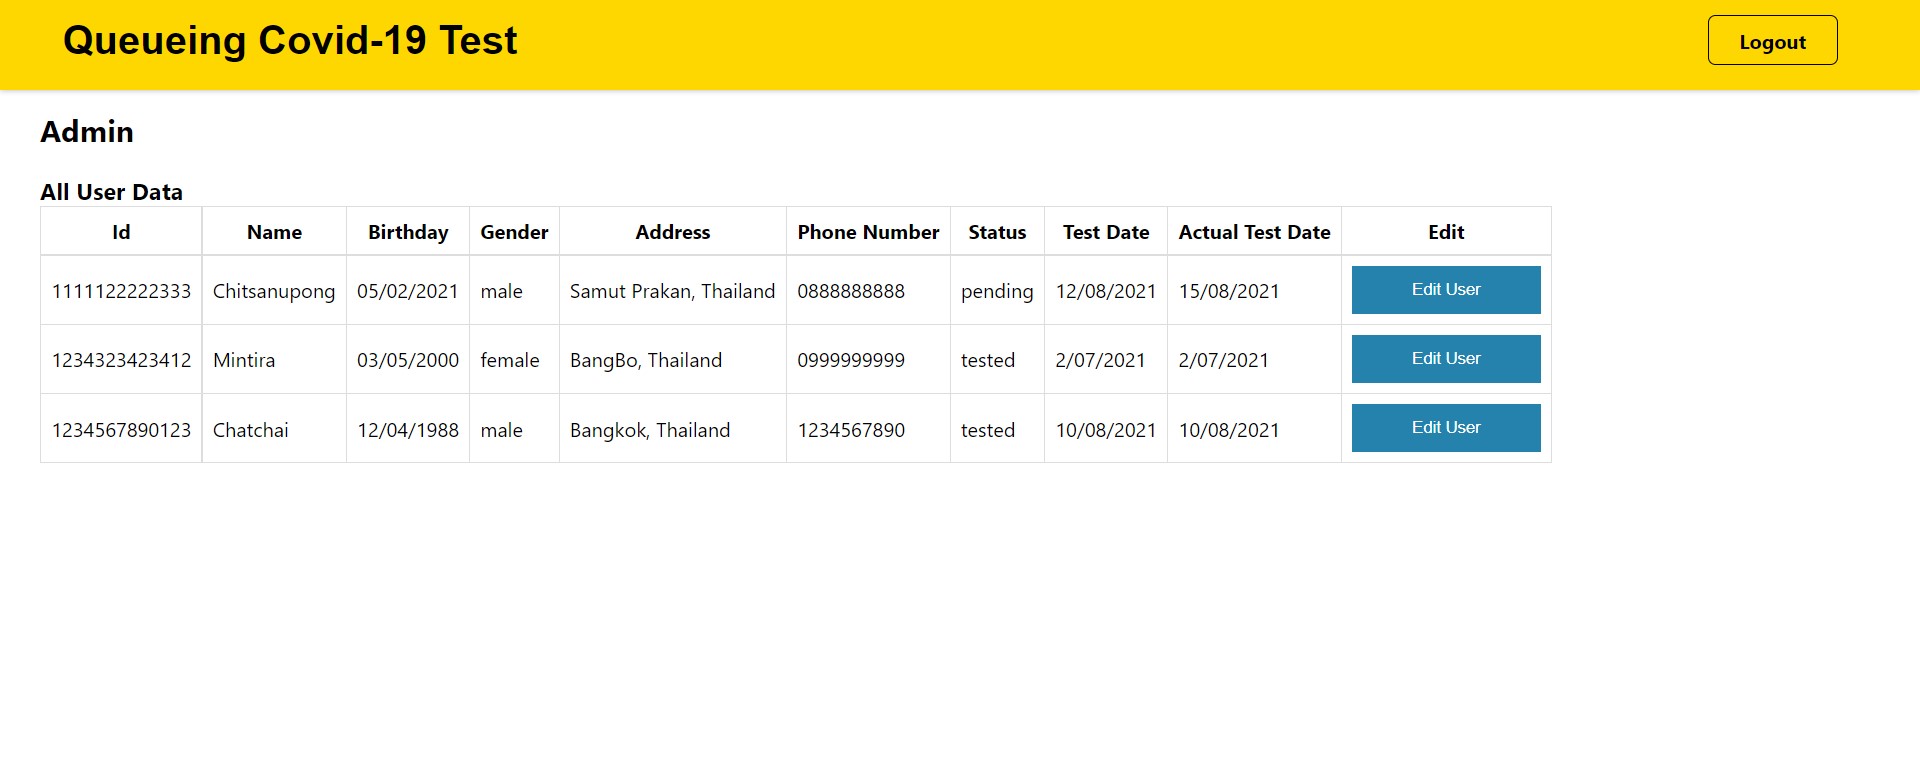 Queueing Covid-19 Test Logout
Admin
All User Data
Id Name Birthday Gender Address Phone Number Status Test Date Actual Test Date Edit
1111122222333 Chitsanupong 05/02/2021 male Samut Prakan, Thailand 0888888888 pending 12/08/2021 15/08/2021 Edit User
1234323423412 Mintira 03/05/2000 female BangBo, Thailand 0999999999 tested 2/07/2021 2/07/2021 Edit User
1234567890123 Chatchai 12/04/1988 male Bangkok, Thailand 1234567890 tested 10/08/2021 10/08/2021 Edit User